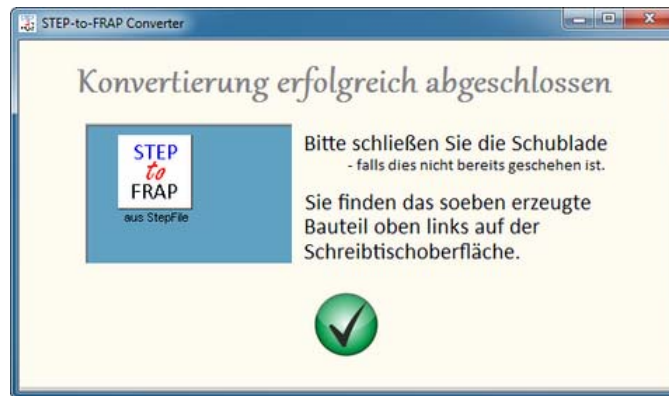 STEP-to-FRAP Converter
Konvertierung erfolgreich abgeschlossen
STEP
to
FRAP
aus StepFile
Bitte schließen Sie die Schublade
- falls dies nicht bereits geschehen ist.
Sie finden das soeben erzeugte
Bauteil oben links auf der
Schreibtischoberfläche.